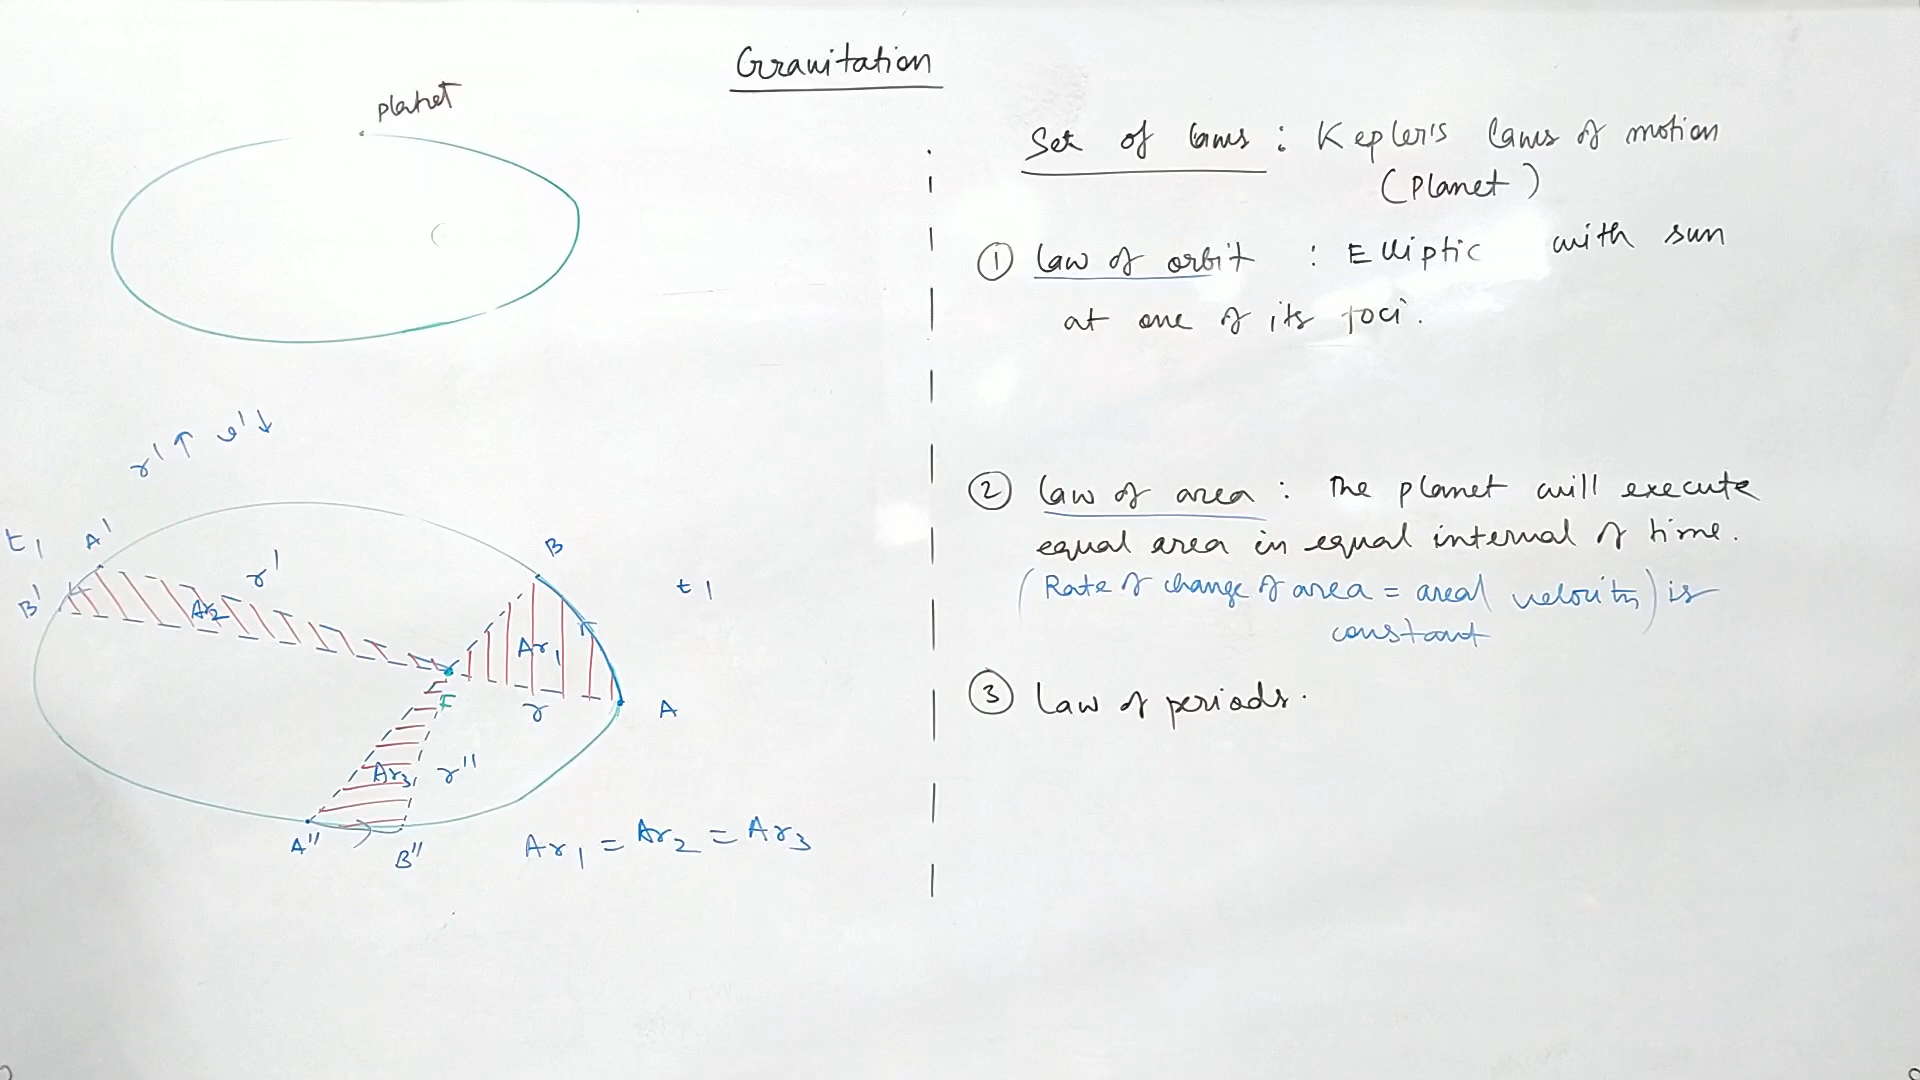 Gravitation
planet
Set of laws : Kepler's laws of motion
(Planet)
① Law of orbit : Elliptic with sun
at one of its foci.
r'↑ v'↓
② Law of area : The planet will execute
equal area in equal interval of time.
(Rate of change of area = areal velocity) is
constant
③ Law of periods.
t1
A'
B'
r'
Ar2
B
t1
Ar1
F
r
A
Ar3
r"
A"
B"
Ar1 = Ar2 = Ar3